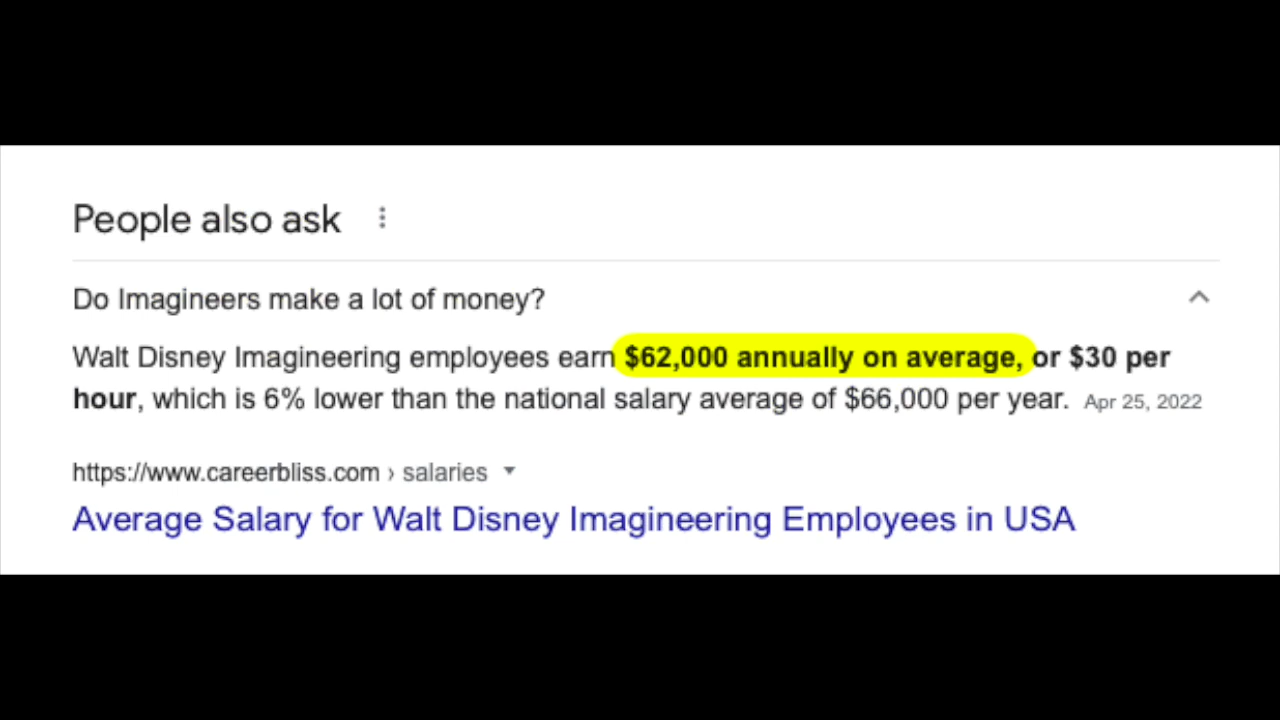 People also ask
Do Imagineers make a lot of money?
Walt Disney Imagineering employees earn $62,000 annually on average, or $30 per
hour, which is 6% lower than the national salary average of $66,000 per year. Apr 25, 2022
https://www.careerbliss.com › salaries
Average Salary for Walt Disney Imagineering Employees in USA